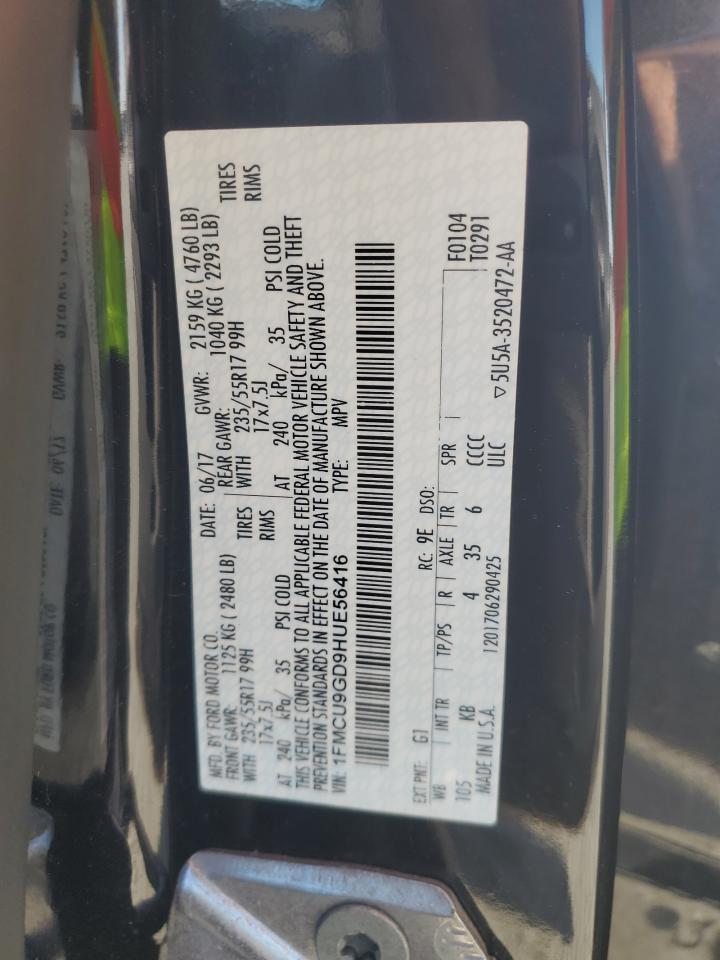 MFD. BY FORD MOTOR CO. DATE: 06/17 GVWR: 2159 KG ( 4760 LB)
FRONT GAWR: 1125 KG ( 2480 LB) REAR GAWR: 1040 KG ( 2293 LB)
WITH 235/55R17 99H TIRES WITH 235/55R17 99H TIRES
17x7.5J RIMS 17x7.5J RIMS
AT 240 kPa/ 35 PSI COLD AT 240 kPa/ 35 PSI COLD
THIS VEHICLE CONFORMS TO ALL APPLICABLE FEDERAL MOTOR VEHICLE SAFETY AND THEFT
PREVENTION STANDARDS IN EFFECT ON THE DATE OF MANUFACTURE SHOWN ABOVE.
VIN: 1FMCU9GD9HUE56416 TYPE: MPV
EXT PNT: G1 RC: 9E DSO: F0104
WB INT TR TP/PS R AXLE TR SPR T0291
105 KB 4 35 6 CCCC
MADE IN U.S.A. 1201706290425 ULC ▽5U5A-3520472-AA